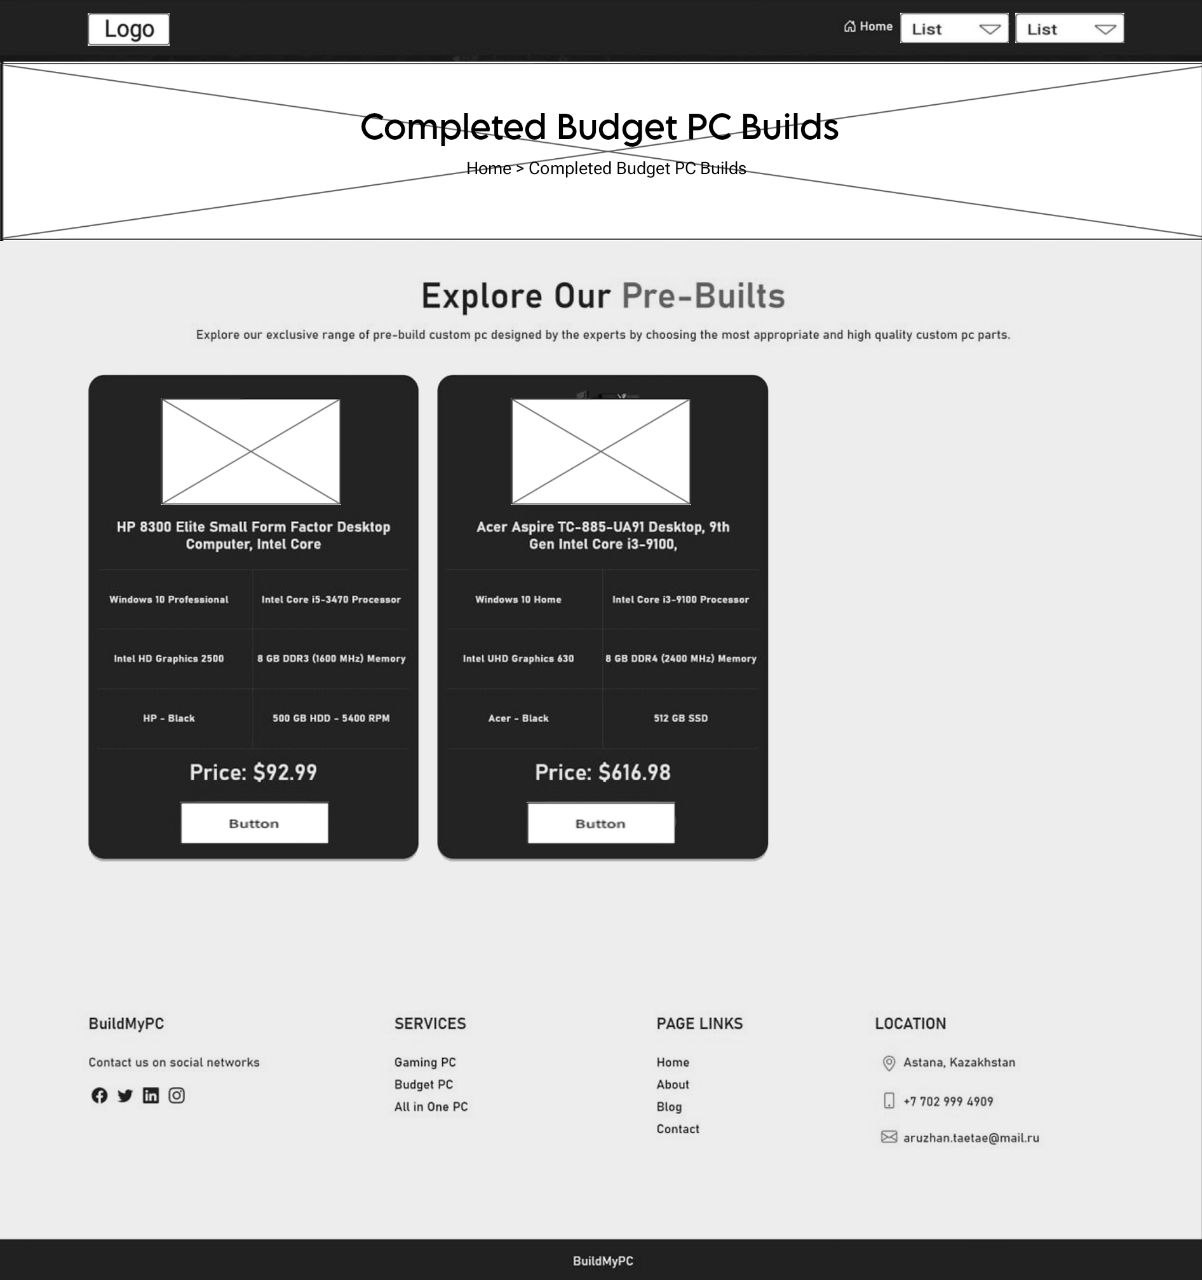 Logo
Home
List
List
Completed Budget PC Builds
Home > Completed Budget PC Builds
Explore Our Pre-Builts
Explore our exclusive range of pre-build custom pc designed by the experts by choosing the most appropriate and high quality custom pc parts.
HP 8300 Elite Small Form Factor Desktop
Computer, Intel Core
Windows 10 Professional
Intel Core i5-3470 Processor
Intel HD Graphics 2500
8 GB DDR3 (1600 MHz) Memory
HP - Black
500 GB HDD - 5400 RPM
Price: $92.99
Button
Acer Aspire TC-885-UA91 Desktop, 9th
Gen Intel Core i3-9100,
Windows 10 Home
Intel Core i3-9100 Processor
Intel UHD Graphics 630
8 GB DDR4 (2400 MHz) Memory
Acer - Black
512 GB SSD
Price: $616.98
Button
BuildMyPC
Contact us on social networks
SERVICES
Gaming PC
Budget PC
All in One PC
PAGE LINKS
Home
About
Blog
Contact
LOCATION
Astana, Kazakhstan
+7 702 999 4909
aruzhan.taetae@mail.ru
BuildMyPC